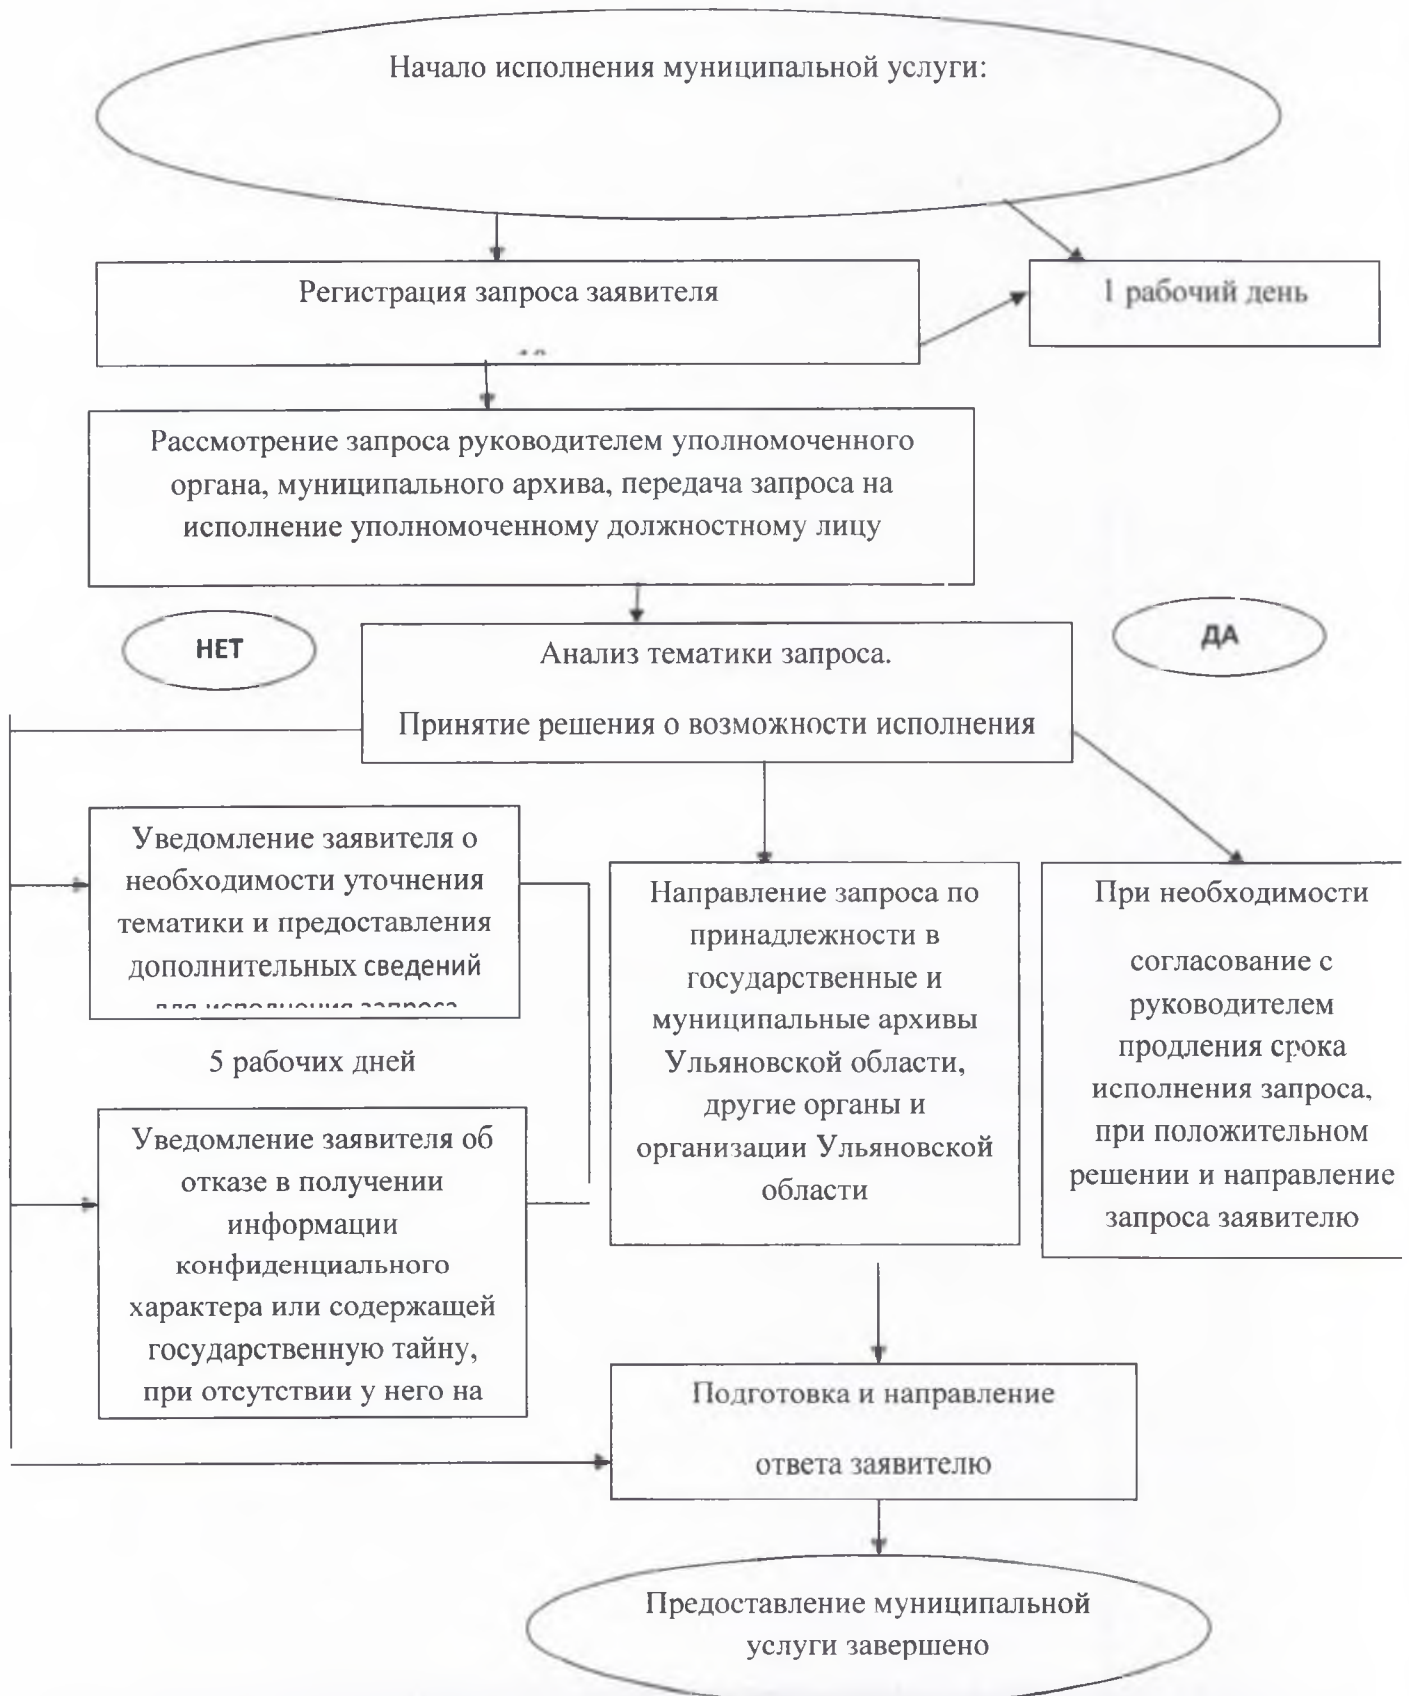 Начало исполнения муниципальной услуги:
Регистрация запроса заявителя
1 рабочий день
Рассмотрение запроса руководителем уполномоченного
органа, муниципального архива, передача запроса на
исполнение уполномоченному должностному лицу
НЕТ
ДА
Анализ тематики запроса.
Принятие решения о возможности исполнения
Уведомление заявителя о
необходимости уточнения
тематики и предоставления
дополнительных сведений
для исполнения запроса
5 рабочих дней
Уведомление заявителя об
отказе в получении
информации
конфиденциального
характера или содержащей
государственную тайну,
при отсутствии у него на
Направление запроса по
принадлежности в
государственные и
муниципальные архивы
Ульяновской области,
другие органы и
организации Ульяновской
области
При необходимости
согласование с
руководителем
продления срока
исполнения запроса,
при положительном
решении и направление
запроса заявителю
Подготовка и направление
ответа заявителю
Предоставление муниципальной
услуги завершено